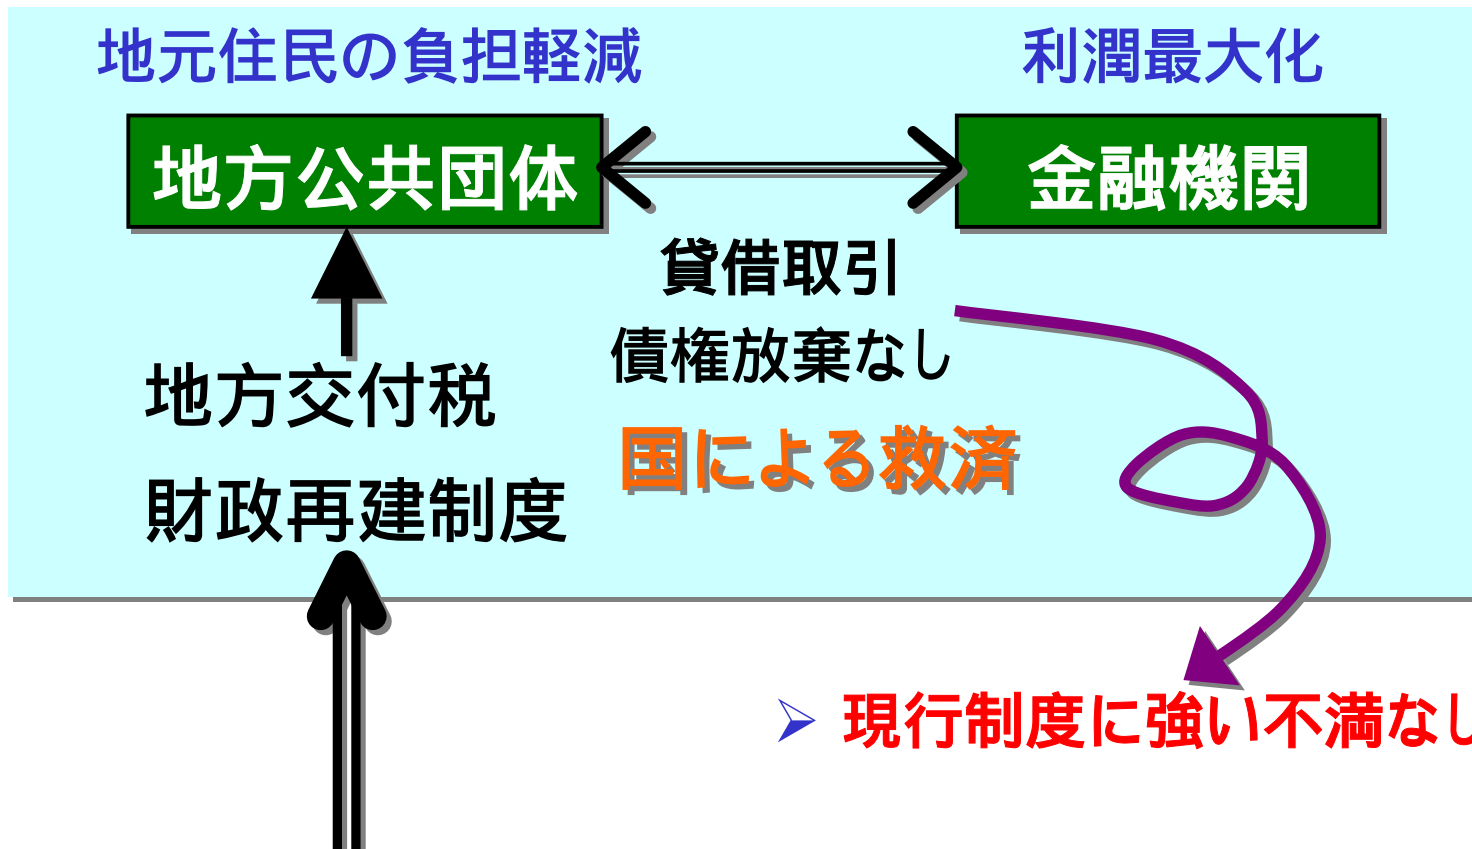 地元住民の負担軽減
利潤最大化
地方公共団体
金融機関
貸借取引
債権放棄なし
国による救済
地方交付税
財政再建制度
現行制度に強い不満なし